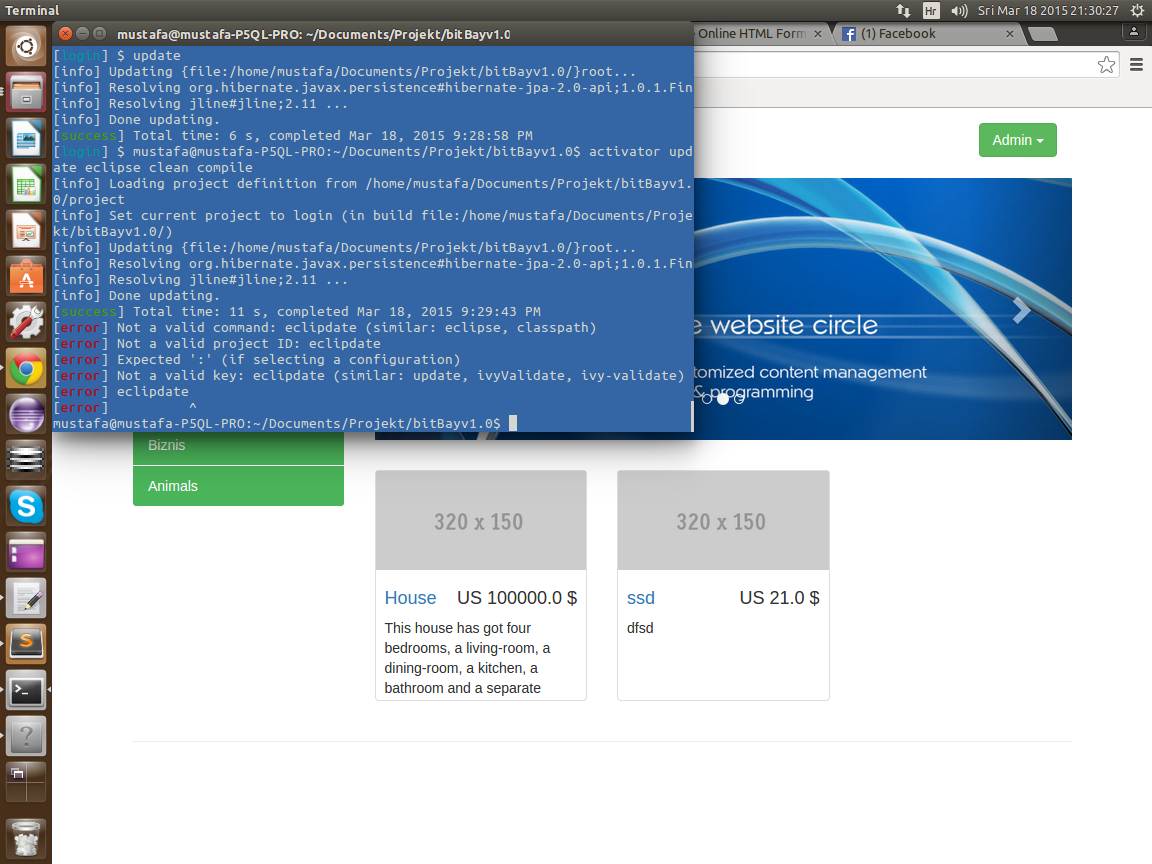 Terminal
Hr
Sri Mar 18 2015 21:30:27
mustafa@mustafa-P5QL-PRO: ~/Documents/Projekt/bitBayv1.0
Online HTML Form
(1) Facebook
[login] $ update
[info] Updating {file:/home/mustafa/Documents/Projekt/bitBayv1.0/}root...
[info] Resolving org.hibernate.javax.persistence#hibernate-jpa-2.0-api;1.0.1.Fin
[info] Resolving jline#jline;2.11 ...
[info] Done updating.
[success] Total time: 6 s, completed Mar 18, 2015 9:28:58 PM
[login] $ mustafa@mustafa-P5QL-PRO:~/Documents/Projekt/bitBayv1.0$ activator upd
ate eclipse clean compile
[info] Loading project definition from /home/mustafa/Documents/Projekt/bitBayv1.
0/project
[info] Set current project to login (in build file:/home/mustafa/Documents/Proje
kt/bitBayv1.0/)
[info] Updating {file:/home/mustafa/Documents/Projekt/bitBayv1.0/}root...
[info] Resolving org.hibernate.javax.persistence#hibernate-jpa-2.0-api;1.0.1.Fin
[info] Resolving jline#jline;2.11 ...
[info] Done updating.
[success] Total time: 11 s, completed Mar 18, 2015 9:29:43 PM
[error] Not a valid command: eclipdate (similar: eclipse, classpath)
[error] Not a valid project ID: eclipdate
[error] Expected ':' (if selecting a configuration)
[error] Not a valid key: eclipdate (similar: update, ivyValidate, ivy-validate)
[error] eclipdate
[error]          ^
mustafa@mustafa-P5QL-PRO:~/Documents/Projekt/bitBayv1.0$
Admin
e website circle
tomized content management
& programming
Biznis
Animals
320 x 150
House US 100000.0 $
This house has got four
bedrooms, a living-room, a
dining-room, a kitchen, a
bathroom and a separate
320 x 150
ssd US 21.0 $
dfsd